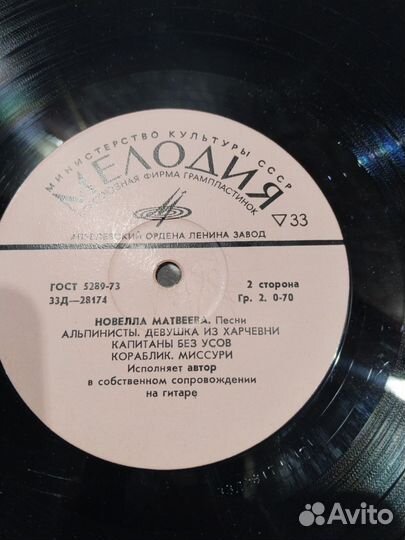 МИНИСТЕРСТВО КУЛЬТУРЫ СССР
МЕЛОДИЯ
ВСЕСОЮЗНАЯ ФИРМА ГРАМПЛАСТИНОК
33
АПРЕЛЕВСКИЙ ОРДЕНА ЛЕНИНА ЗАВОД
ГОСТ 5289-73
2 сторона
33Д—28174
Гр. 2. 0-70
НОВЕЛЛА МАТВЕЕВА. Песни
АЛЬПИНИСТЫ. ДЕВУШКА ИЗ ХАРЧЕВНИ
КАПИТАНЫ БЕЗ УСОВ
КОРАБЛИК. МИССУРИ
Исполняет автор
в собственном сопровождении
на гитаре
Avito